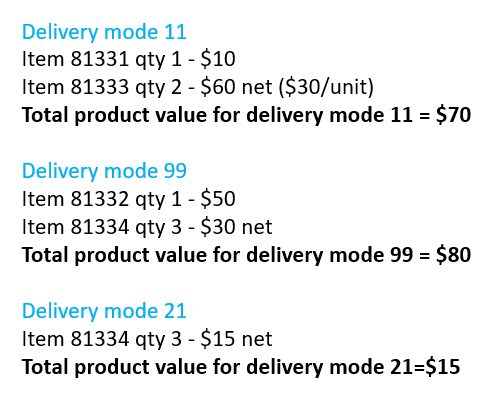 Delivery mode 11
Item 81331 qty 1 - $10
Item 81333 qty 2 - $60 net ($30/unit)
Total product value for delivery mode 11 = $70
Delivery mode 99
Item 81332 qty 1 - $50
Item 81334 qty 3 - $30 net
Total product value for delivery mode 99 = $80
Delivery mode 21
Item 81334 qty 3 - $15 net
Total product value for delivery mode 21=$15